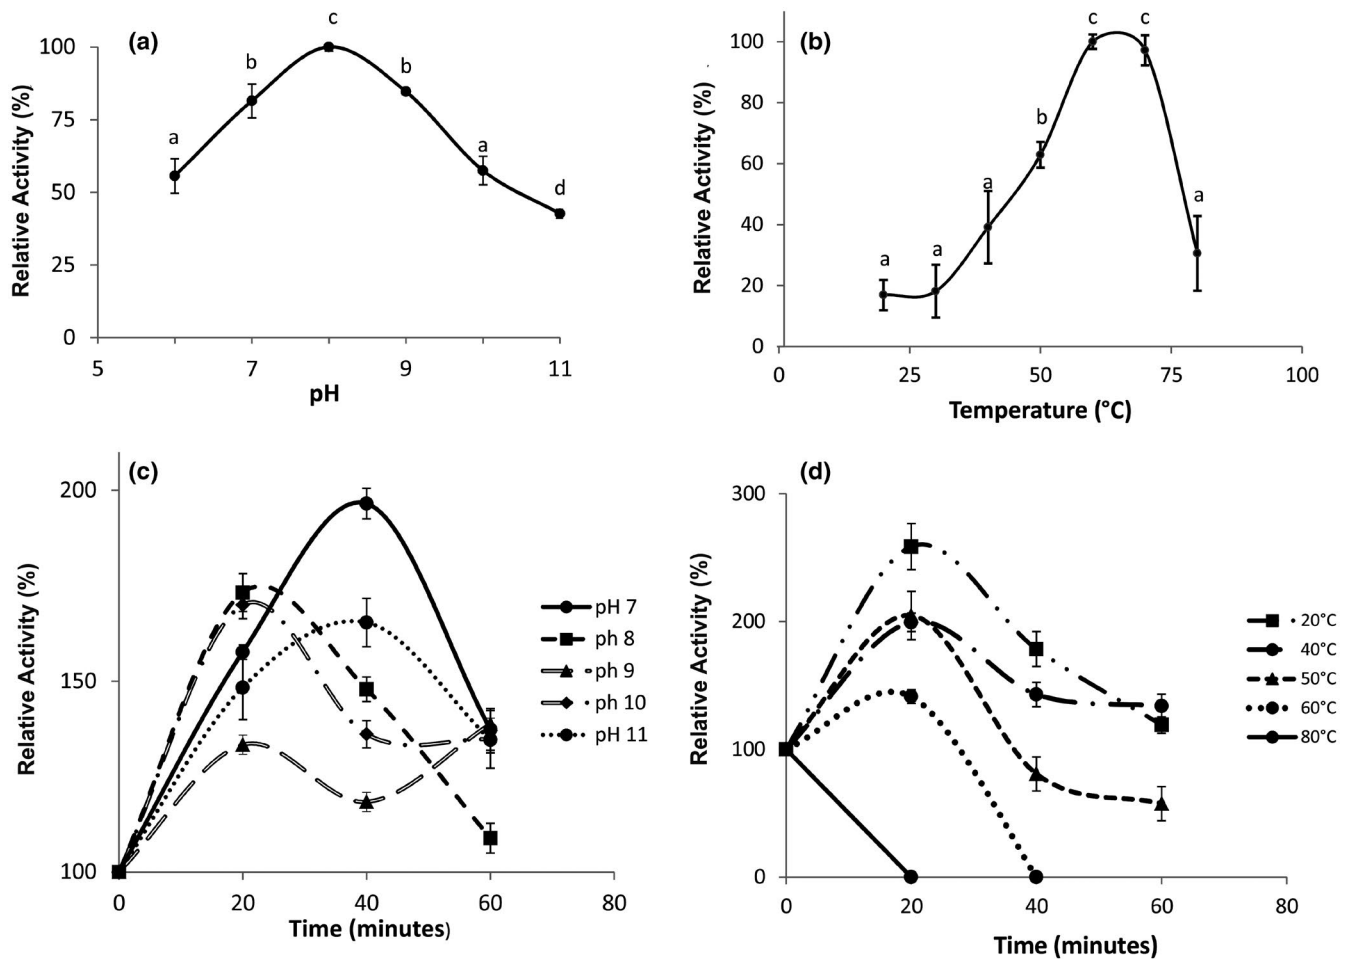 (a)
c
100
b
b
75
a
a
d
50
25
0
5
7
9
11
pH
Relative Activity (%)
(b)
c
c
100
80
b
60
a
a
40
a
a
20
0
0
25
50
75
100
Temperature (°C)
Relative Activity (%)
(c)
200
150
100
0
20
40
60
80
Time (minutes)
Relative Activity (%)
pH 7
ph 8
ph 9
ph 10
pH 11
(d)
300
200
100
0
0
20
40
60
80
Time (minutes)
Relative Activity (%)
20°C
40°C
50°C
60°C
80°C